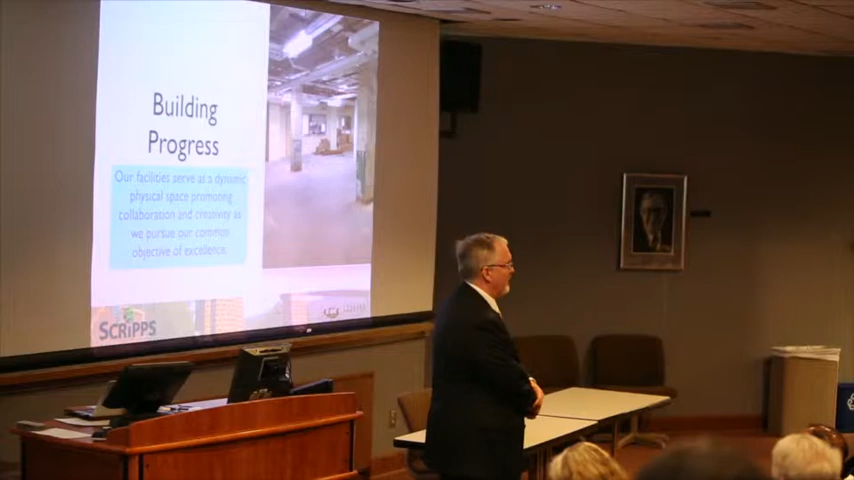 Building
Progress
Our facilities serve as a dynamic
physical space promoting
collaboration and creativity as
we pursue our common
objective of excellence.
SCRIPPS